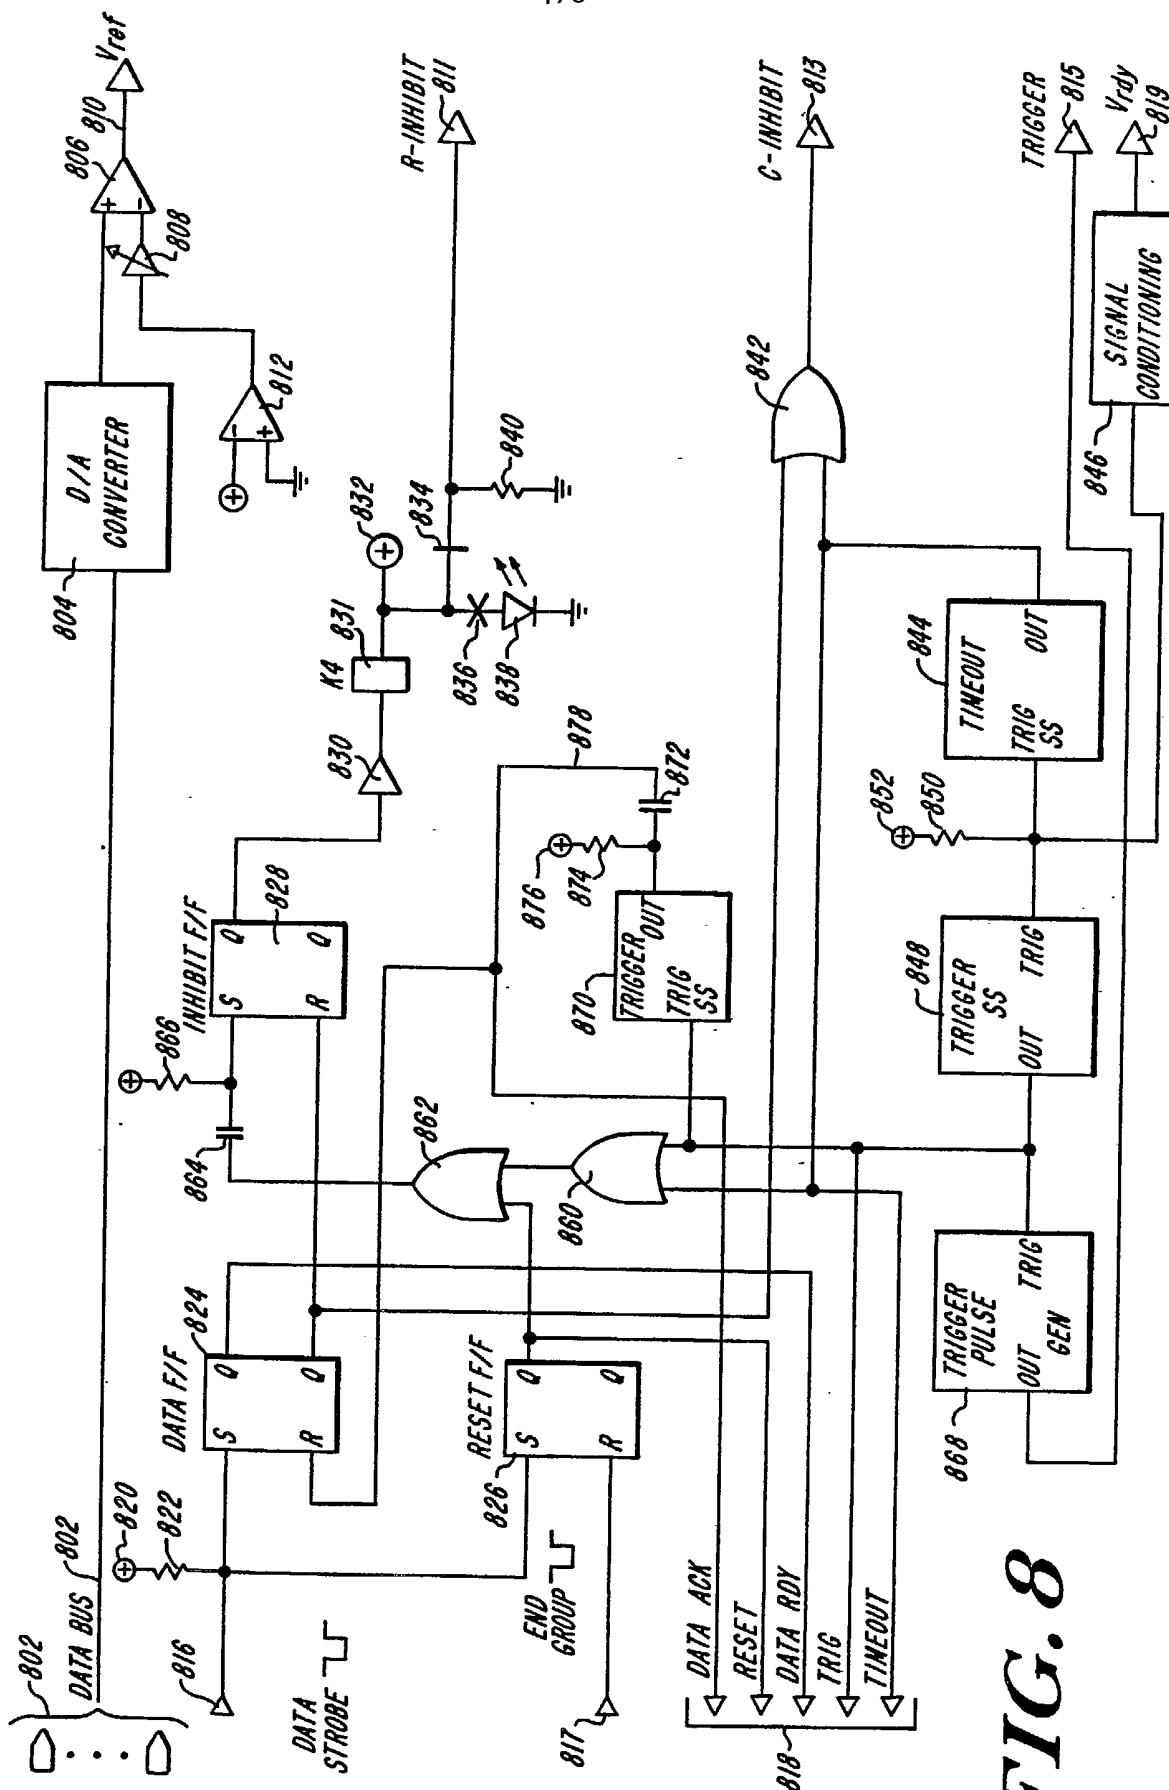 802
DATA BUS
802
816
DATA
STROBE
820
822
804
D/A
CONVERTER
806
+
-
808
810
Vref
812
-
+
DATA F/F
824
S
Q
R
Q
864
866
INHIBIT F/F
828
S
Q
R
Q
830
K4
831
832
834
836
838
840
R-INHIBIT
811
RESET F/F
826
S
Q
R
Q
END
GROUP
817
862
860
870
TRIGGER
OUT
TRIG
SS
876
874
872
878
842
C-INHIBIT
813
818
DATA ACK
RESET
DATA RDY
TRIG
TIMEOUT
868
TRIGGER
PULSE
OUT
TRIG
GEN
848
TRIGGER
SS
OUT
TRIG
852
850
844
TIMEOUT
TRIG
SS
OUT
846
SIGNAL
CONDITIONING
TRIGGER
815
Vrdy
819
FIG. 8